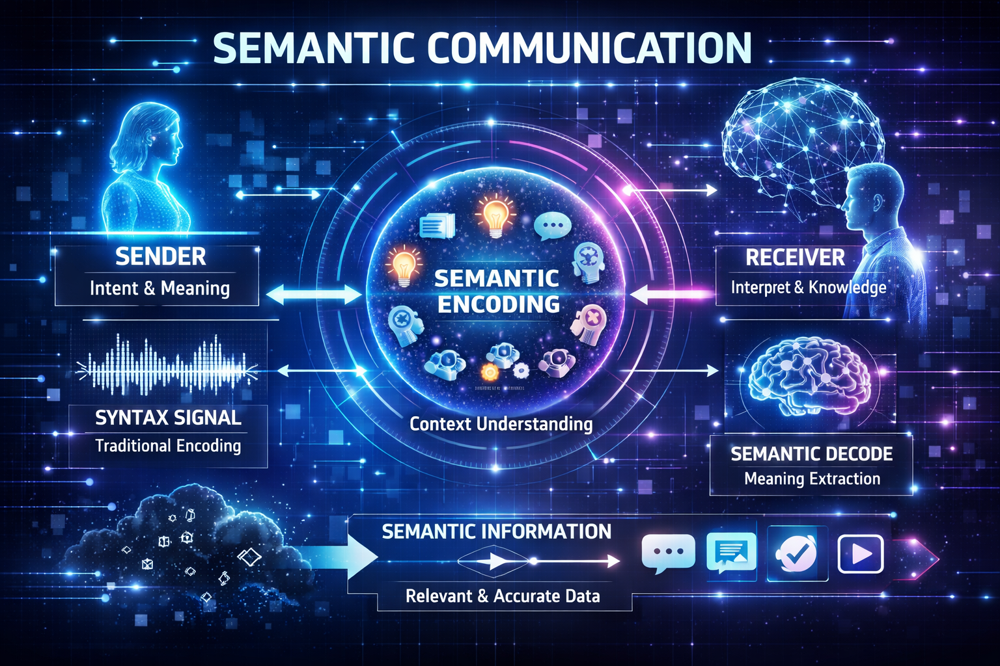 SEMANTIC COMMUNICATION
SENDER
Intent & Meaning
SEMANTIC
ENCODING
RECEIVER
Interpret & Knowledge
SYNTAX SIGNAL
Traditional Encoding
Context Understanding
SEMANTIC DECODE
Meaning Extraction
SEMANTIC INFORMATION
Relevant & Accurate Data